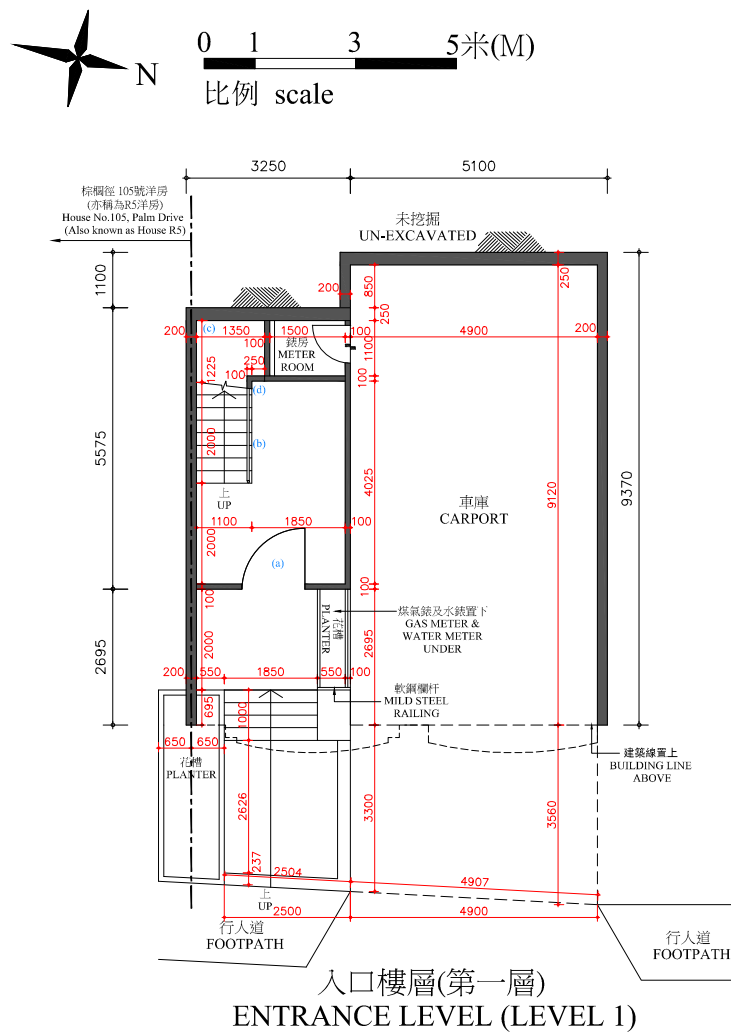 N
0 1 3 5米(M)
比例 scale
3250 5100
棕櫚徑 105號洋房
(亦稱為R5洋房)
House No.105, Palm Drive
(Also known as House R5)
未挖掘
UN-EXCAVATED
1100
200
850
250
250
200
(c)
1350
1500
100
4900
200
100
錶房
METER
ROOM
1100
250
100
100
1225
(d)
2000
(b)
5575
4025
9120
9370
車庫
CARPORT
上
UP
1100
1850
100
2000
(a)
100
100
花槽
PLANTER
煤氣錶及水錶置下
GAS METER &
WATER METER
UNDER
2000
2695
2695
200
550
1850
550
100
軟鋼欄杆
MILD STEEL
RAILING
695
1000
650
650
花槽
PLANTER
建築線置上
BUILDING LINE
ABOVE
2626
3300
3560
237
2504
4907
上
UP
2500
4900
行人道
FOOTPATH
行人道
FOOTPATH
入口樓層(第一層)
ENTRANCE LEVEL (LEVEL 1)